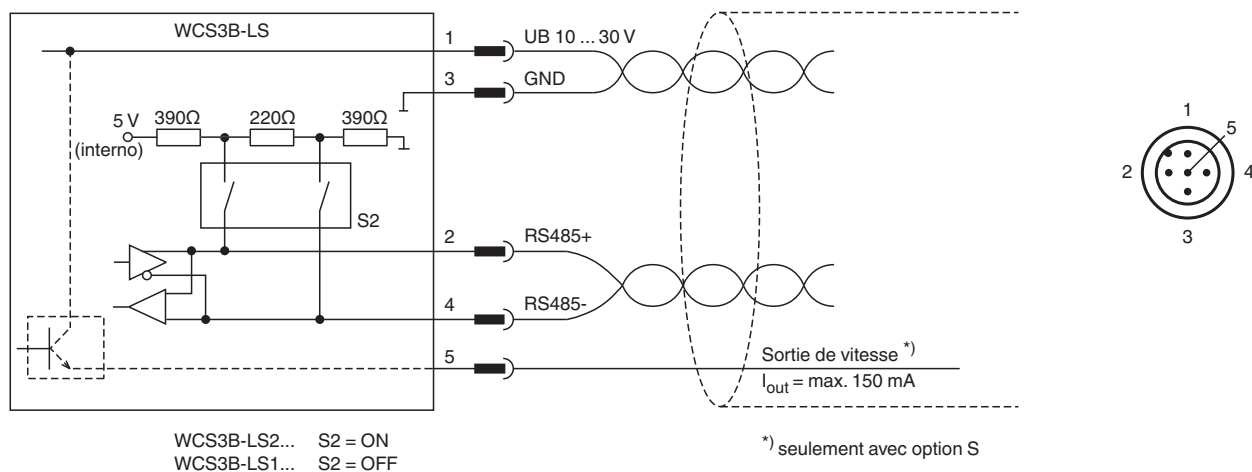 WCS3B-LS
1
UB 10 ... 30 V
3
GND
5 V
(interno)
390Ω
220Ω
390Ω
S2
2
RS485+
4
RS485-
5
Sortie de vitesse *)
Iout = max. 150 mA
WCS3B-LS2... S2 = ON
WCS3B-LS1... S2 = OFF
*) seulement avec option S
1
5
2
4
3